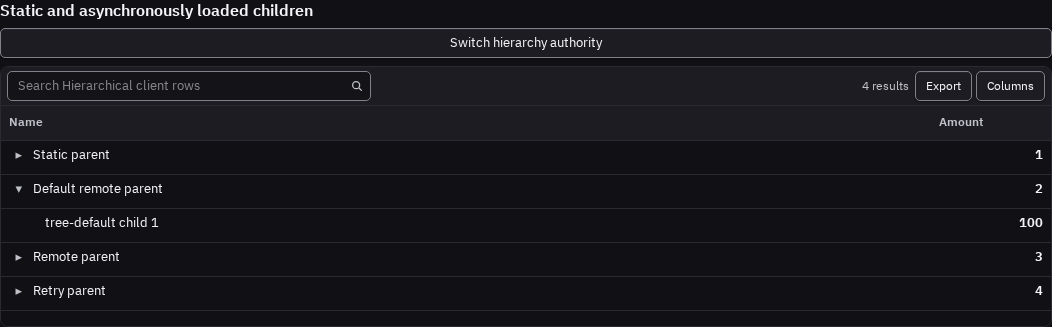 Static and asynchronously loaded children
Switch hierarchy authority
Search Hierarchical client rows
4 results Export Columns
Name Amount
Static parent 1
Default remote parent 2
tree-default child 1 100
Remote parent 3
Retry parent 4